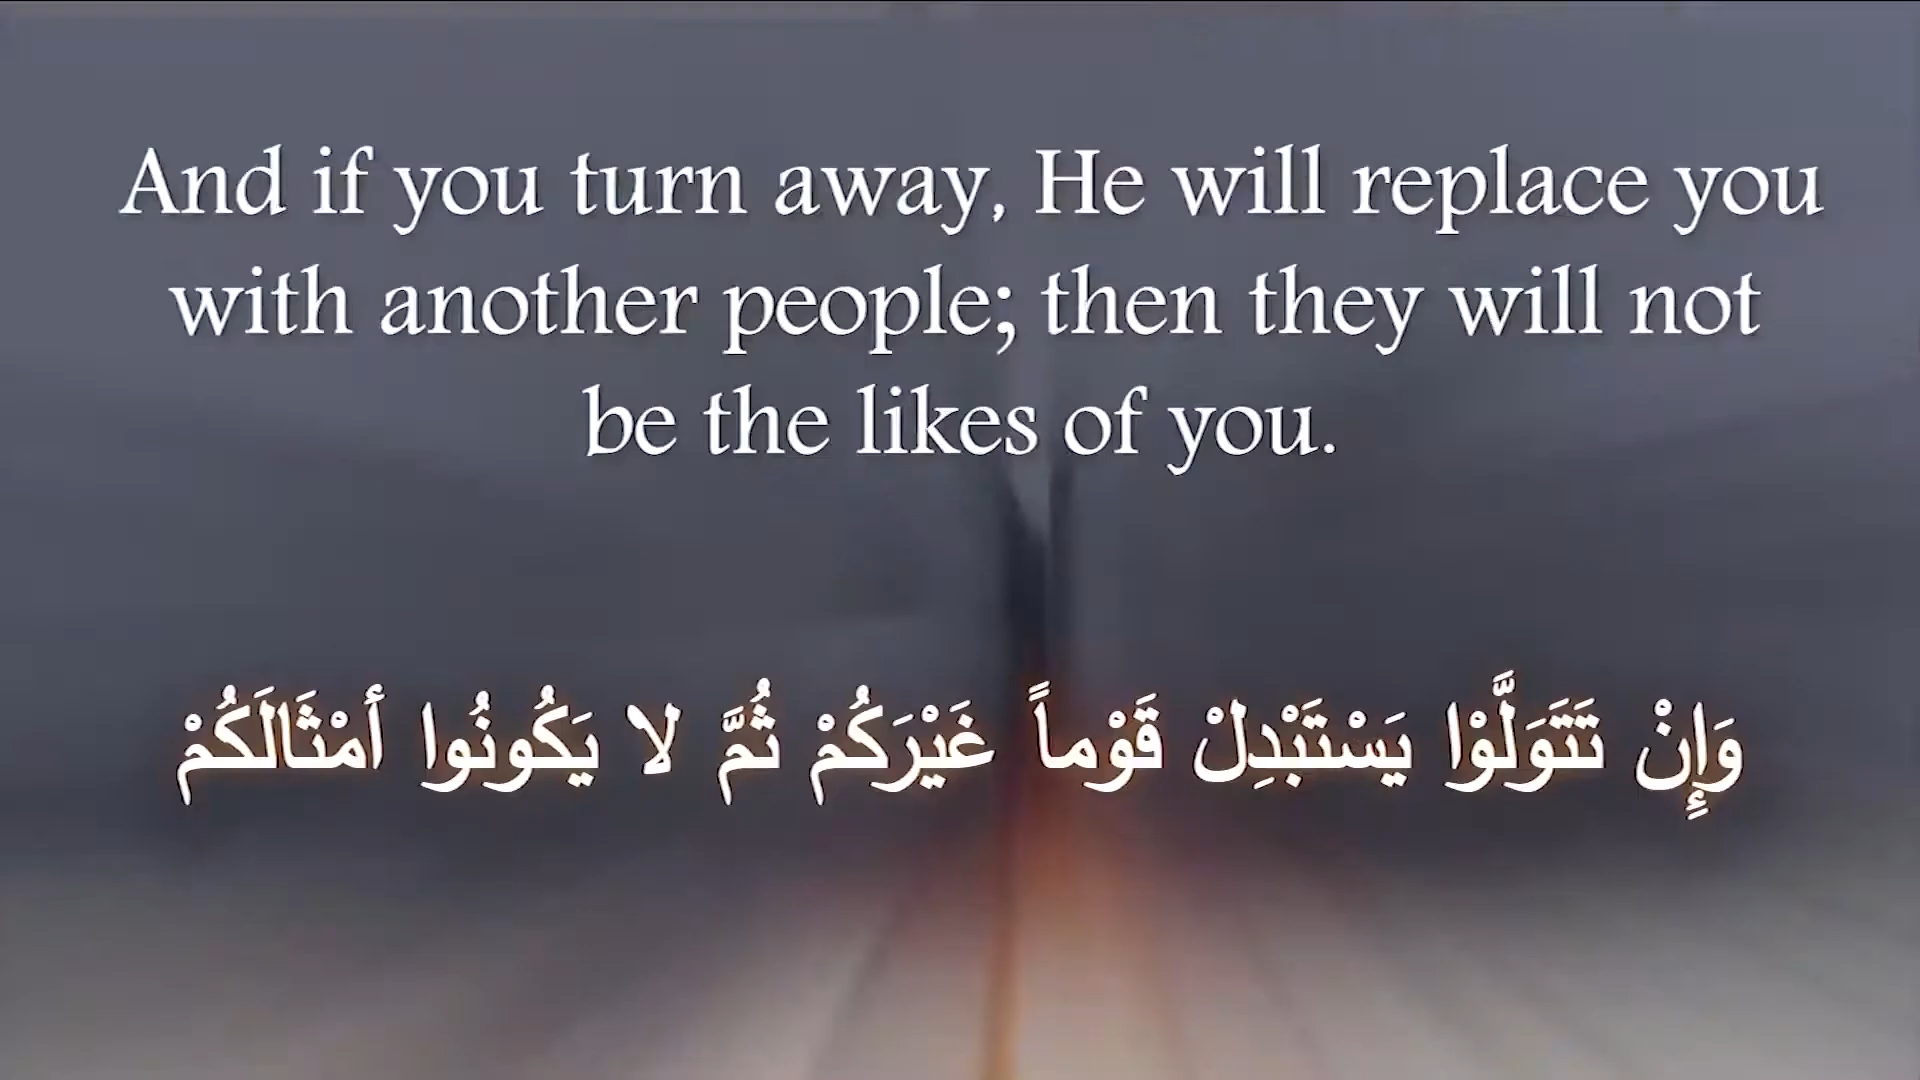 And if you turn away, He will replace you
with another people; then they will not
be the likes of you.
وَإِنْ تَتَوَلَّوْا يَسْتَبْدِلْ قَوْماً غَيْرَكُمْ ثُمَّ لا يَكُونُوا أَمْثَالَكُمْ